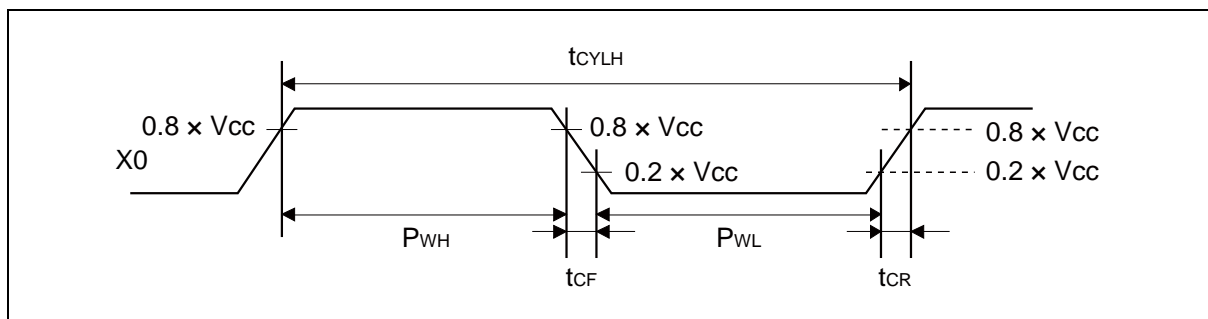 tCYLH
0.8 × Vcc
0.8 × Vcc
0.8 × Vcc
X0
0.2 × Vcc
0.2 × Vcc
PWH
PWL
tCF
tCR